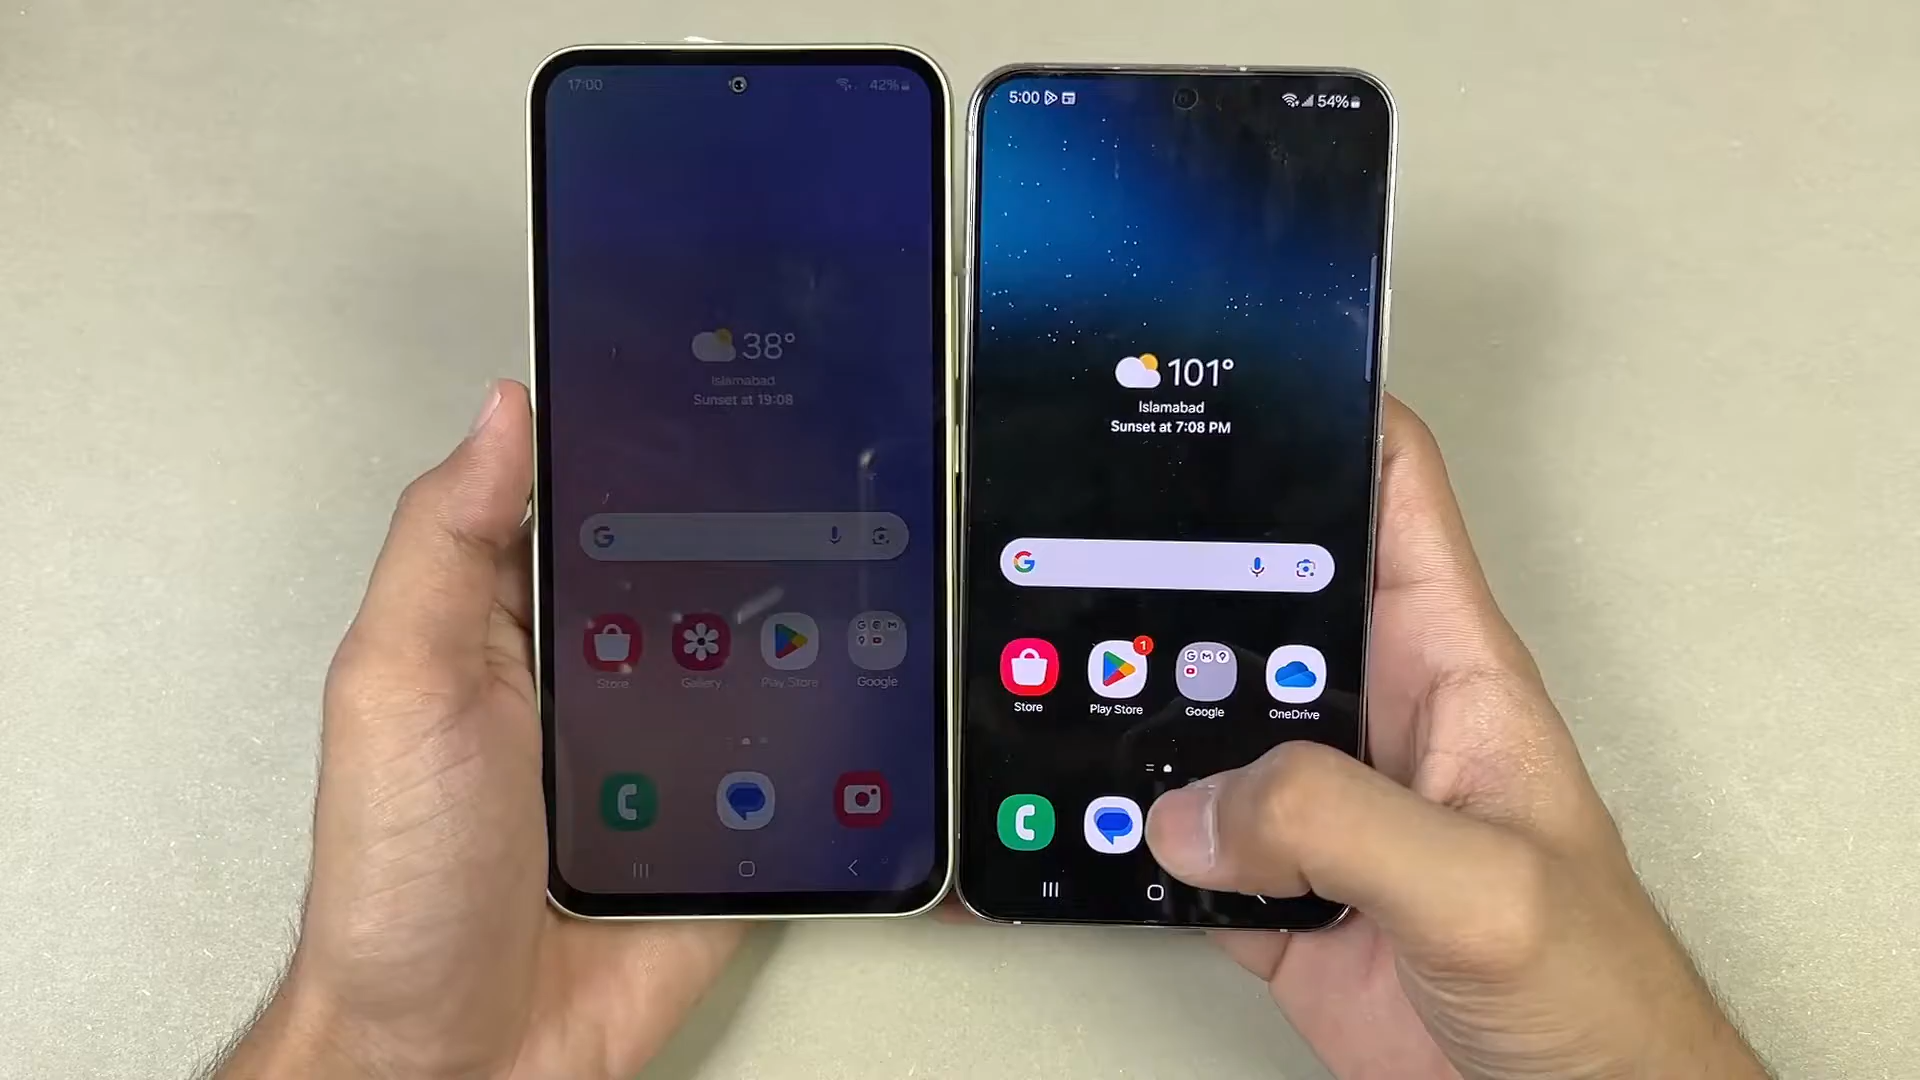 17:00
42%
38°
Islamabad
Sunset at 19:08
G
Store
Gallery
Play Store
Google
5:00
54%
101°
Islamabad
Sunset at 7:08 PM
G
1
Store
Play Store
Google
OneDrive